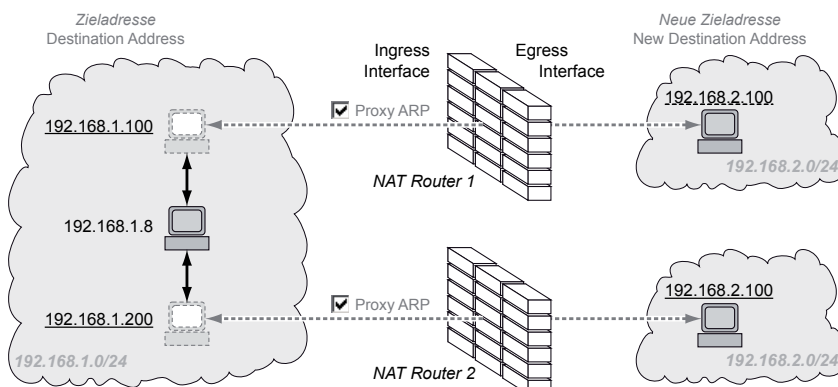 Zieladresse
Destination Address
Neue Zieladresse
New Destination Address
Ingress
Interface
Egress
Interface
192.168.1.100
Proxy ARP
192.168.2.100
192.168.2.0/24
NAT Router 1
192.168.1.8
192.168.1.200
Proxy ARP
192.168.2.100
192.168.1.0/24
NAT Router 2
192.168.2.0/24